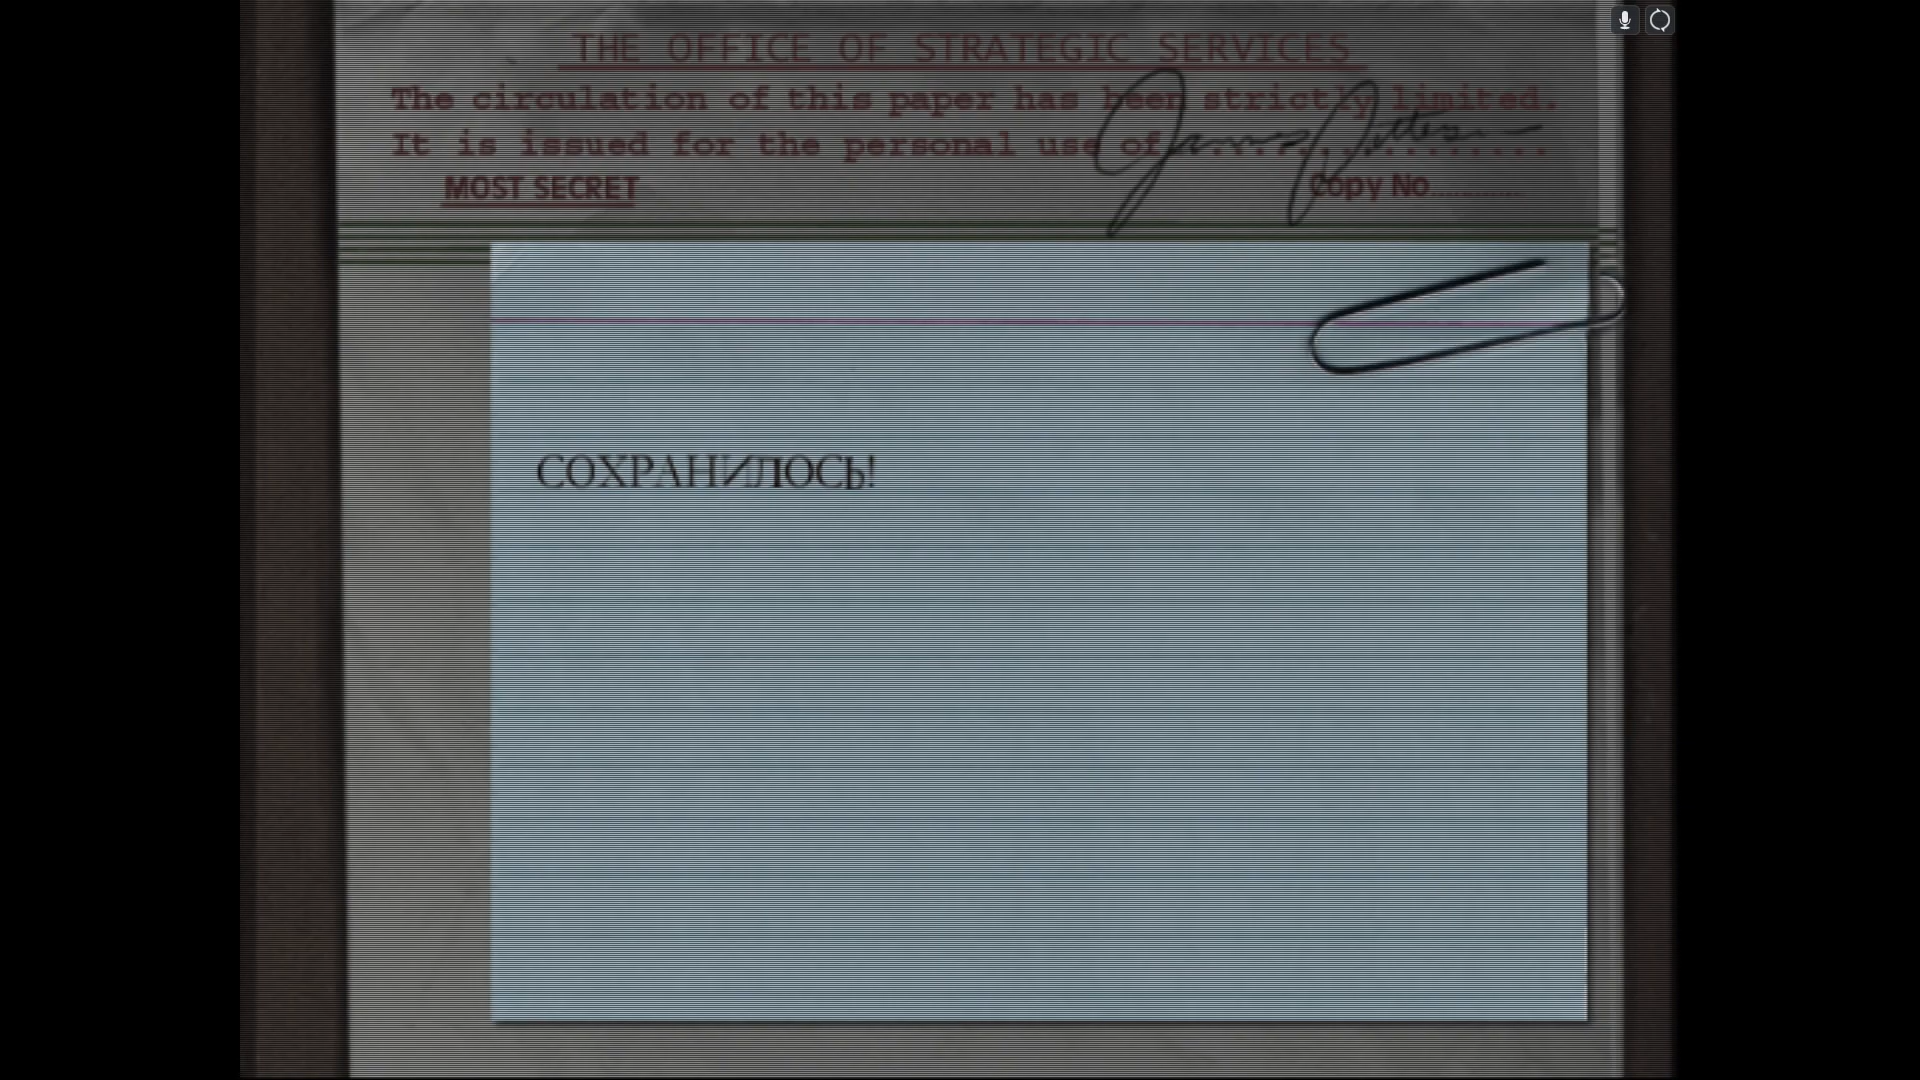 THE OFFICE OF STRATEGIC SERVICES
The circulation of this paper has been strictly limited.
It is issued for the personal use of..................
MOST SECRET
Copy No............
СОХРАНИЛОСЬ!